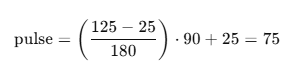 pulse = ( (125 − 25) / 180 ) · 90 + 25 = 75